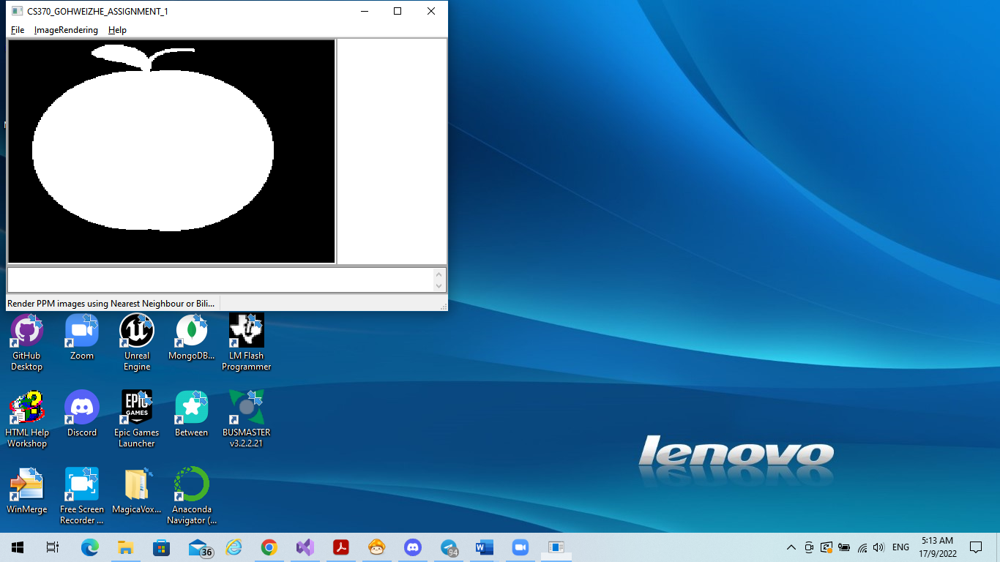 CS370_GOHWEIZHE_ASSIGNMENT_1
File ImageRendering Help
Render PPM images using Nearest Neighbour or Bili...
GitHub Desktop
Zoom
Unreal Engine
MongoDB...
LM Flash Programmer
HTML Help Workshop
Discord
EPIC GAMES
Epic Games Launcher
Between
BUSMASTER v3.2.2.21
WinMerge
Free Screen Recorder ...
MagicaVox...
Anaconda Navigator (...
lenovo
36
94
ENG
5:13 AM
17/9/2022